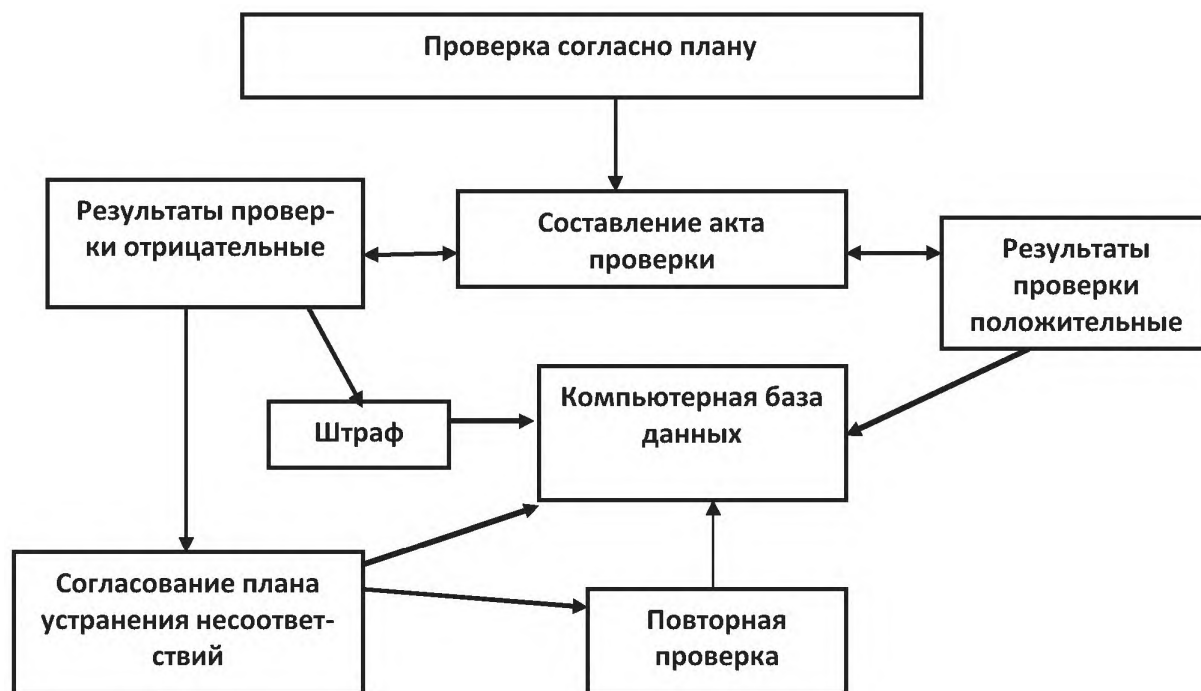 Проверка согласно плану
Результаты провер-
ки отрицательные
Составление акта
проверки
Результаты
проверки
положительные
Штраф
Компьютерная база
данных
Согласование плана
устранения несоответ-
ствий
Повторная
проверка